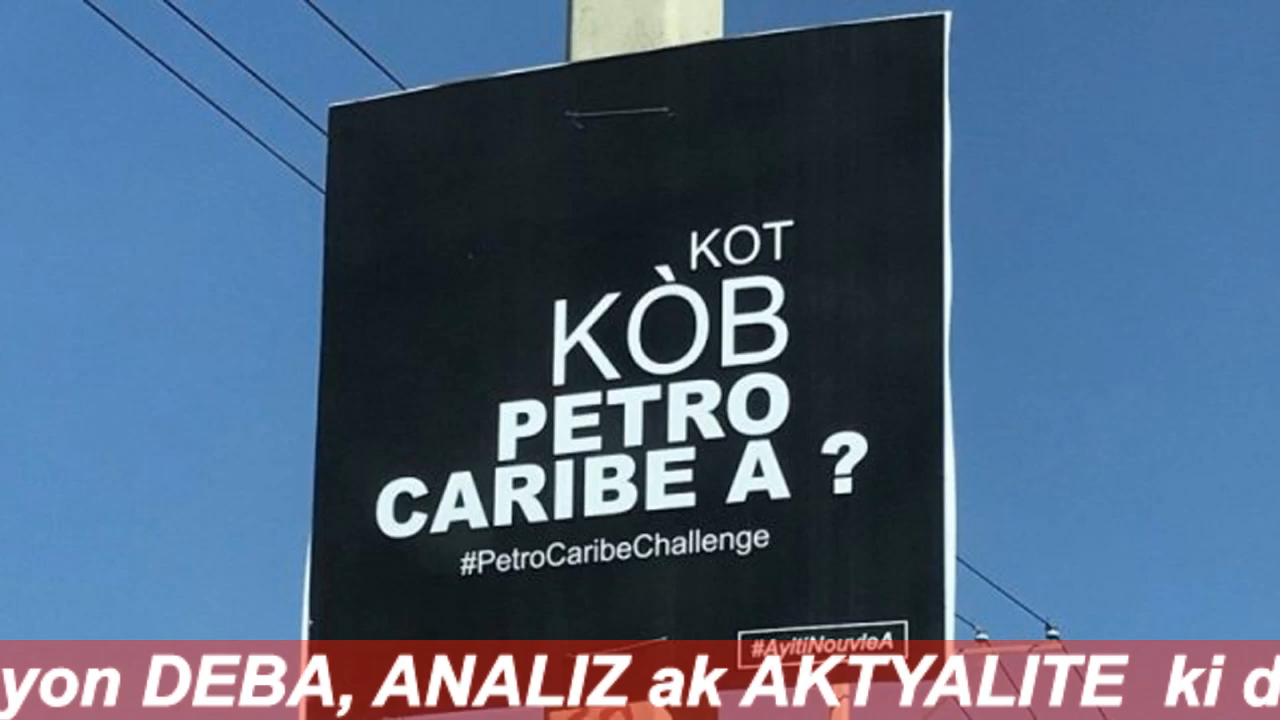 KOT
KÒB
PETRO
CARIBE A ?
#PetroCaribeChallenge
#AyitiNouvleA
yon DEBA, ANALIZ ak AKTYALITE ki d